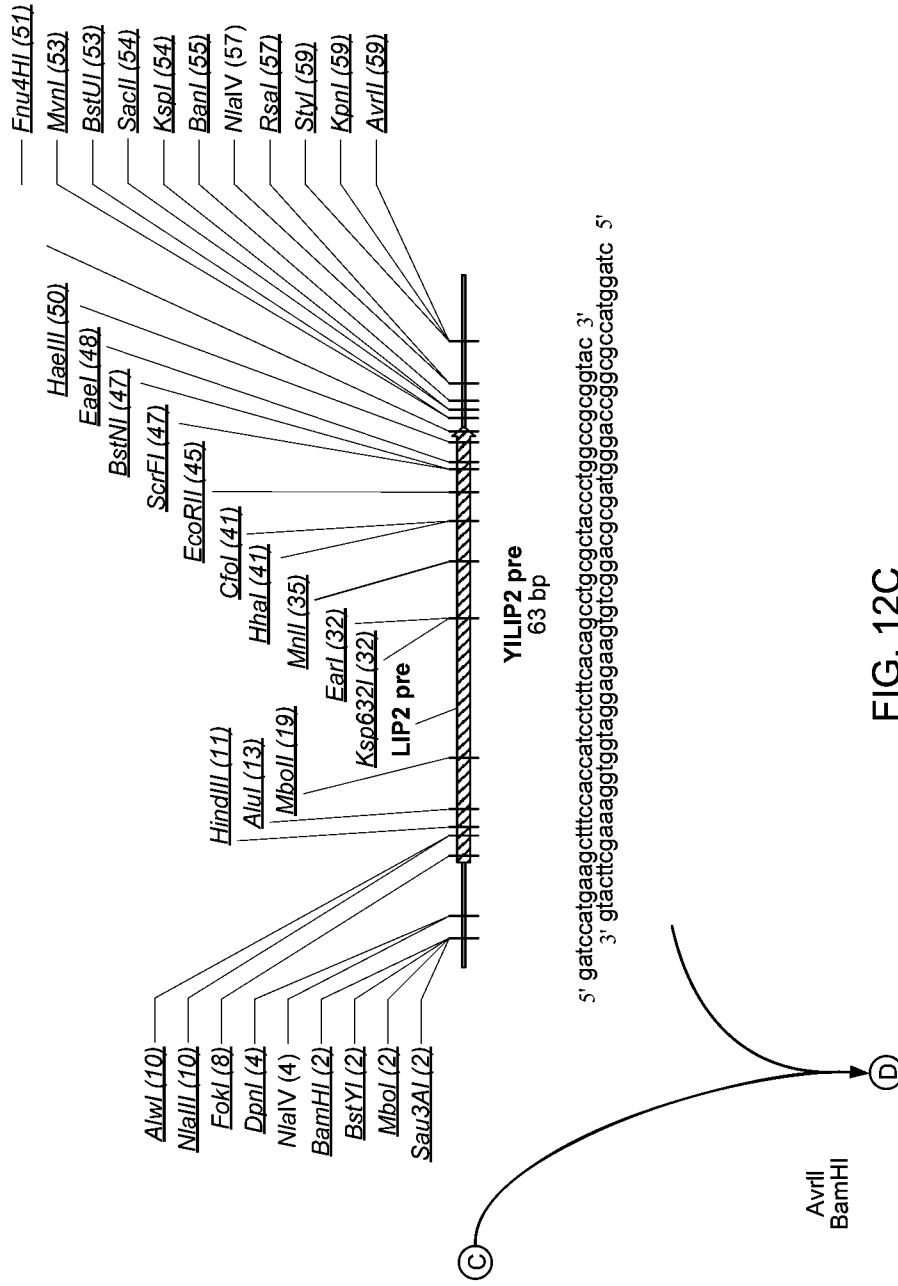 Fnu4HI (51)
MvnI (53)
BstUI (53)
SacII (54)
KspI (54)
BanI (55)
NlaIV (57)
RsaI (57)
StyI (59)
KpnI (59)
AvrII (59)
HaeIII (50)
EaeI (48)
BstNI (47)
ScrFI (47)
EcoRII (45)
CfoI (41)
HhaI (41)
MnlI (35)
EarI (32)
Ksp632I (32)
LIP2 pre
HindIII (11)
AluI (13)
MboII (19)
AlwI (10)
NlaIII (10)
FokI (8)
DpnI (4)
NlaIV (4)
BamHI (2)
BstYI (2)
MboI (2)
Sau3AI (2)
YlLIP2 pre
63 bp
5' gatccatgaagctttccaccatcctcttcacagcctgcgctaccctggccgcggtac 3'
3' gtacttcgaaaggtggtaggagaagtgtcggacgcgatgggaccggcgccatggatc 5'
C
AvrII
BamHI
D
FIG. 12C